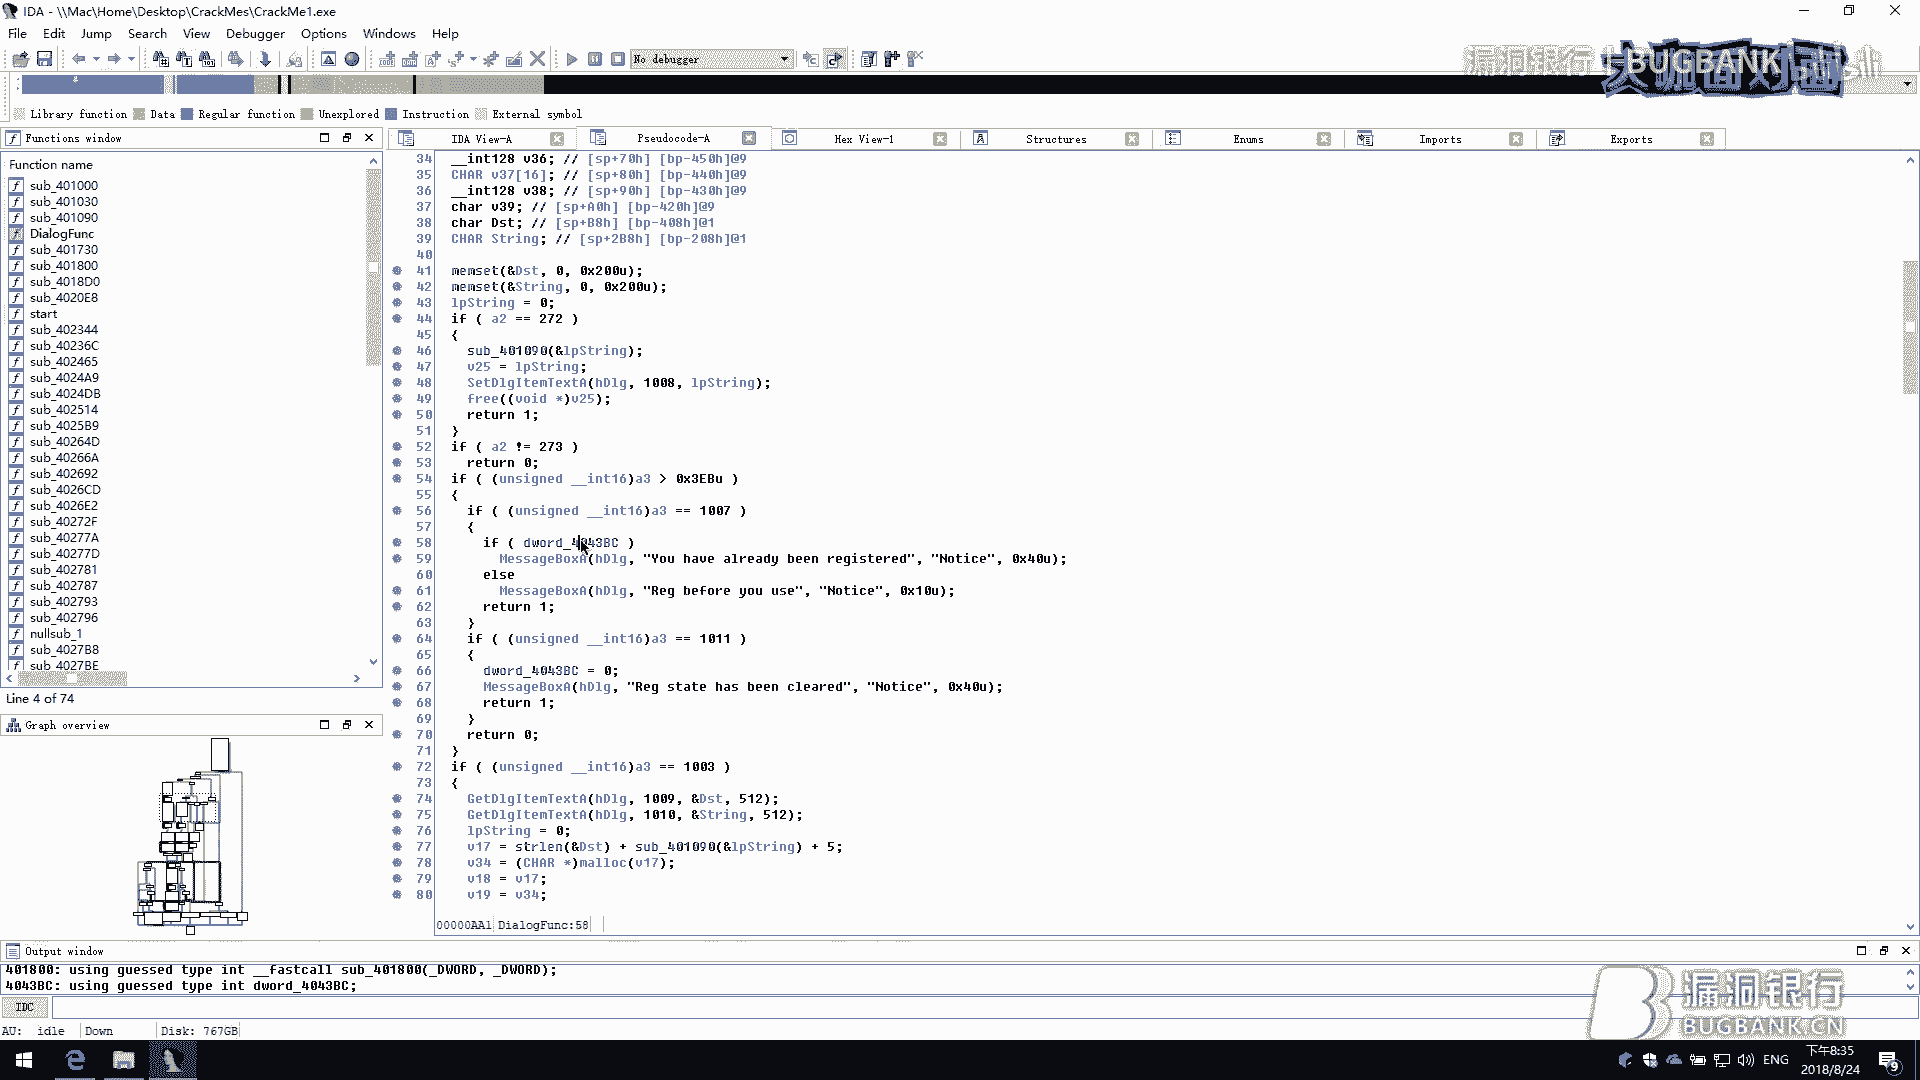 IDA - \\Mac\Home\Desktop\CrackMes\CrackMe1.exe
File Edit Jump Search View Debugger Options Windows Help
No debugger
漏洞银行 BUGBANK
Library function Data Regular function Unexplored Instruction External symbol
Functions window
IDA View-A Pseudocode-A Hex View-1 Structures Enums Imports Exports
Function name
sub_401000
sub_401030
sub_401090
DialogFunc
sub_401730
sub_401800
sub_4018D0
sub_4020E8
start
sub_402344
sub_40236C
sub_402465
sub_4024A9
sub_4024DB
sub_402514
sub_4025B9
sub_40264D
sub_40266A
sub_402692
sub_4026CD
sub_4026E2
sub_40272F
sub_40277A
sub_40277D
sub_402781
sub_402787
sub_402793
sub_402796
nullsub_1
sub_4027B8
sub_4027BE
Line 4 of 74
Graph overview
34 __int128 v36; // [sp+70h] [bp-450h]@9
35 CHAR v37[16]; // [sp+80h] [bp-440h]@9
36 __int128 v38; // [sp+90h] [bp-430h]@9
37 char v39; // [sp+A0h] [bp-420h]@9
38 char Dst; // [sp+B8h] [bp-408h]@1
39 CHAR String; // [sp+2B8h] [bp-208h]@1
40
41 memset(&Dst, 0, 0x200u);
42 memset(&String, 0, 0x200u);
43 lpString = 0;
44 if ( a2 == 272 )
45 {
46 sub_401090(&lpString);
47 v25 = lpString;
48 SetDlgItemTextA(hDlg, 1008, lpString);
49 free((void *)v25);
50 return 1;
51 }
52 if ( a2 != 273 )
53 return 0;
54 if ( (unsigned __int16)a3 > 0x3EBu )
55 {
56 if ( (unsigned __int16)a3 == 1007 )
57 {
58 if ( dword_4043BC )
59 MessageBoxA(hDlg, "You have already been registered", "Notice", 0x40u);
60 else
61 MessageBoxA(hDlg, "Reg before you use", "Notice", 0x10u);
62 return 1;
63 }
64 if ( (unsigned __int16)a3 == 1011 )
65 {
66 dword_4043BC = 0;
67 MessageBoxA(hDlg, "Reg state has been cleared", "Notice", 0x40u);
68 return 1;
69 }
70 return 0;
71 }
72 if ( (unsigned __int16)a3 == 1003 )
73 {
74 GetDlgItemTextA(hDlg, 1009, &Dst, 512);
75 GetDlgItemTextA(hDlg, 1010, &String, 512);
76 lpString = 0;
77 v17 = strlen(&Dst) + sub_401090(&lpString) + 5;
78 v34 = (CHAR *)malloc(v17);
79 v18 = v17;
80 v19 = v34;
00000AA1 DialogFunc:58
Output window
401800: using guessed type int __fastcall sub_401800(_DWORD, _DWORD);
4043BC: using guessed type int dword_4043BC;
IDC
AU: idle Down Disk: 767GB
漏洞银行
BUGBANK.CN
ENG
下午8:35
2018/8/24
9